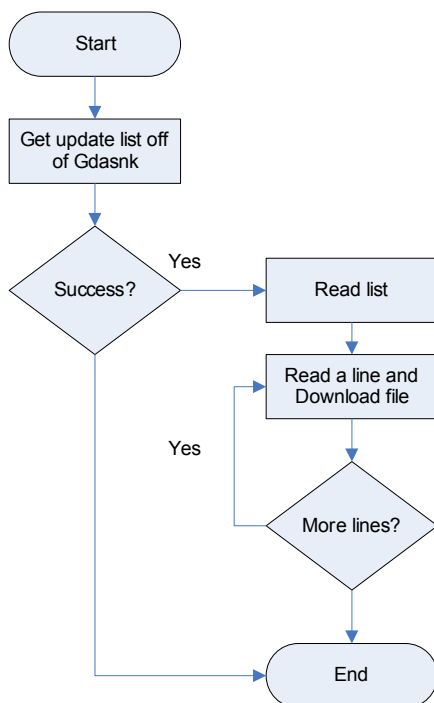 Start
Get update list off
of Gdasnk
Success?
Yes
Read list
Read a line and
Download file
Yes
More lines?
End